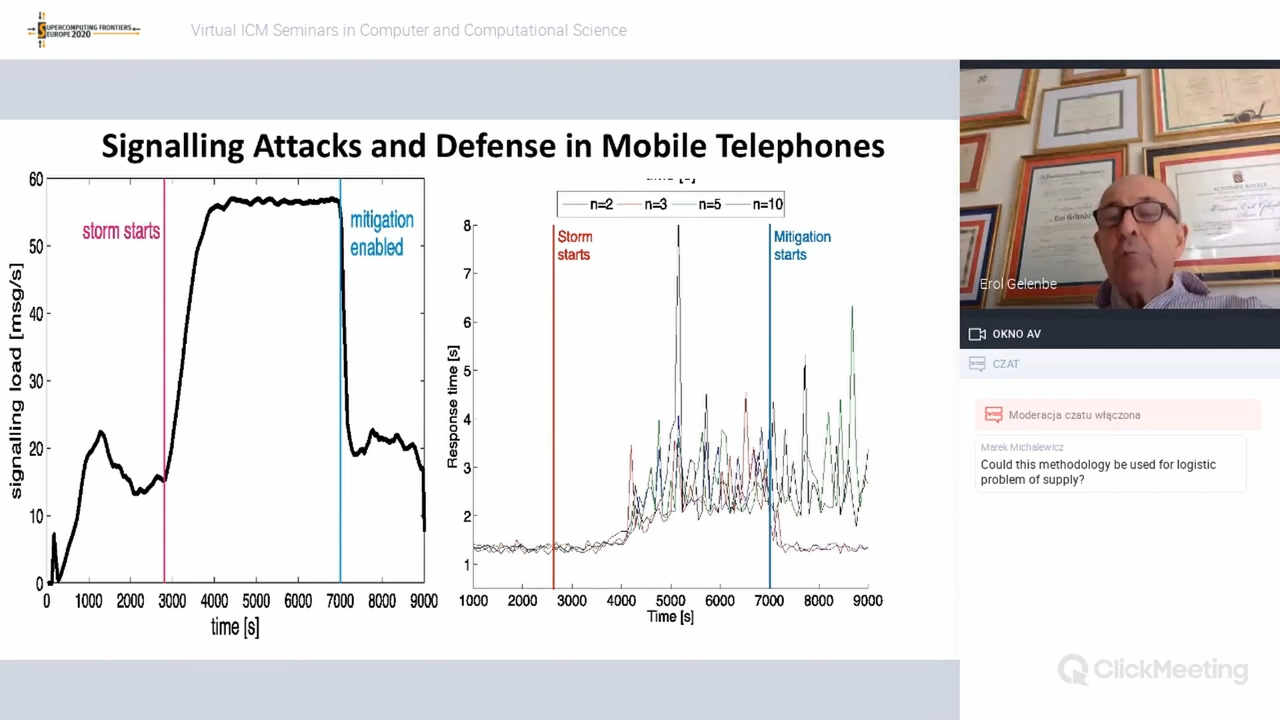 SUPERCOMPUTING FRONTIERS
EUROPE 2020
Virtual ICM Seminars in Computer and Computational Science
Signalling Attacks and Defense in Mobile Telephones
60
50
40
30
20
10
0
signalling load [msg/s]
storm starts
mitigation
enabled
0 1000 2000 3000 4000 5000 6000 7000 8000 9000
time [s]
n=2 n=3 n=5 n=10
8
7
6
5
4
3
2
1
Response time [s]
Storm
starts
Mitigation
starts
1000 2000 3000 4000 5000 6000 7000 8000 9000
Time [s]
Erol Gelenbe
OKNO AV
CZAT
Moderacja czatu włączona
Marek Michalewicz
Could this methodology be used for logistic
problem of supply?
ClickMeeting